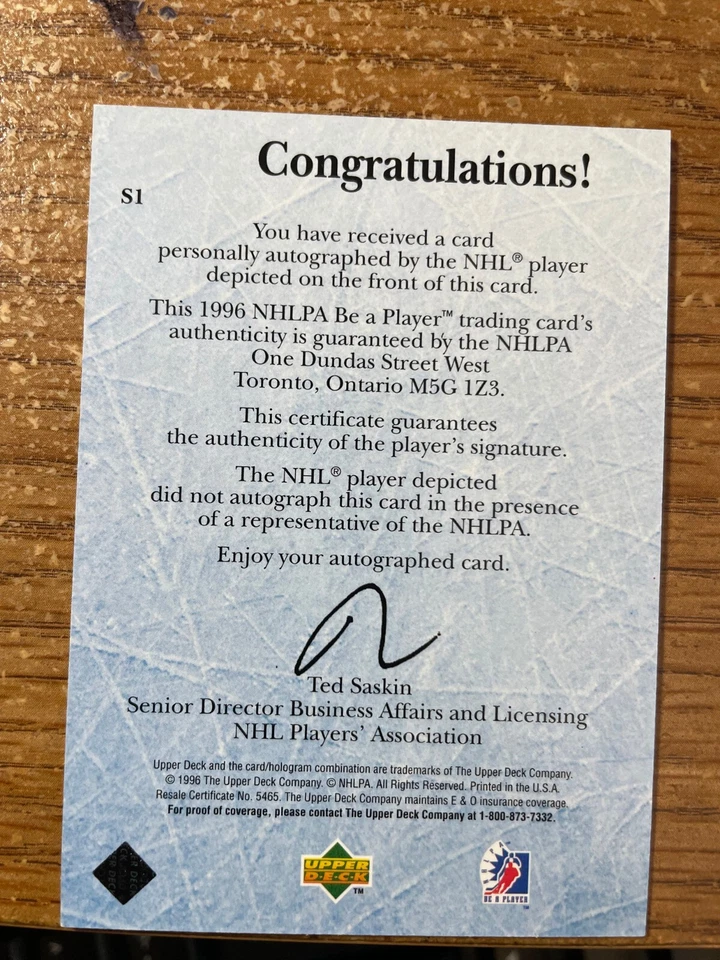 Congratulations!
S1
You have received a card
personally autographed by the NHL® player
depicted on the front of this card.
This 1996 NHLPA Be a Player™ trading card's
authenticity is guaranteed by the NHLPA
One Dundas Street West
Toronto, Ontario M5G 1Z3.
This certificate guarantees
the authenticity of the player's signature.
The NHL® player depicted
did not autograph this card in the presence
of a representative of the NHLPA.
Enjoy your autographed card.
Ted Saskin
Senior Director Business Affairs and Licensing
NHL Players' Association
Upper Deck and the card/hologram combination are trademarks of The Upper Deck Company.
© 1996 The Upper Deck Company. © NHLPA. All Rights Reserved. Printed in the U.S.A.
Resale Certificate No. 5465. The Upper Deck Company maintains E & O insurance coverage.
For proof of coverage, please contact The Upper Deck Company at 1-800-873-7332.
UPPER
D·E·C·K
TM
NHLPA
BE A PLAYER
TM